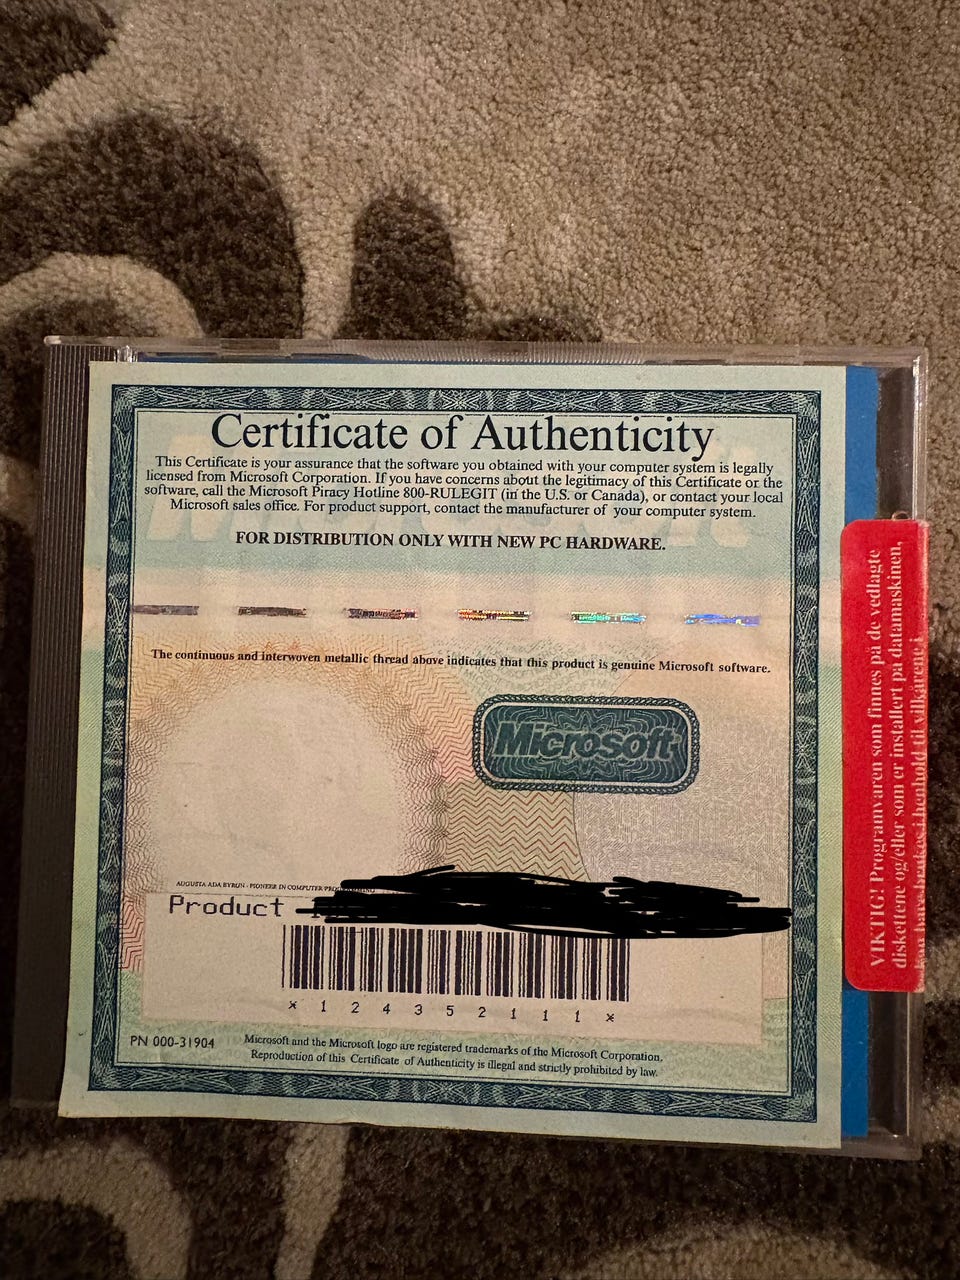 Certificate of Authenticity
This Certificate is your assurance that the software you obtained with your computer system is legally
licensed from Microsoft Corporation. If you have concerns about the legitimacy of this Certificate or the
software, call the Microsoft Piracy Hotline 800-RULEGIT (in the U.S. or Canada), or contact your local
Microsoft sales office. For product support, contact the manufacturer of your computer system.
FOR DISTRIBUTION ONLY WITH NEW PC HARDWARE.
The continuous and interwoven metallic thread above indicates that this product is genuine Microsoft software.
Microsoft
AUGUSTA ADA BYRON - PIONEER IN COMPUTER PROGRAMMING
Product
* 1 2 4 3 5 2 1 1 1 *
PN 000-31904
Microsoft and the Microsoft logo are registered trademarks of the Microsoft Corporation.
Reproduction of this Certificate of Authenticity is illegal and strictly prohibited by law.
VIKTIG! Programvaren som finnes på de vedlagte
diskettene og/eller som er installert på datamaskinen,
kan bare brukes i henhold til vilkårene i